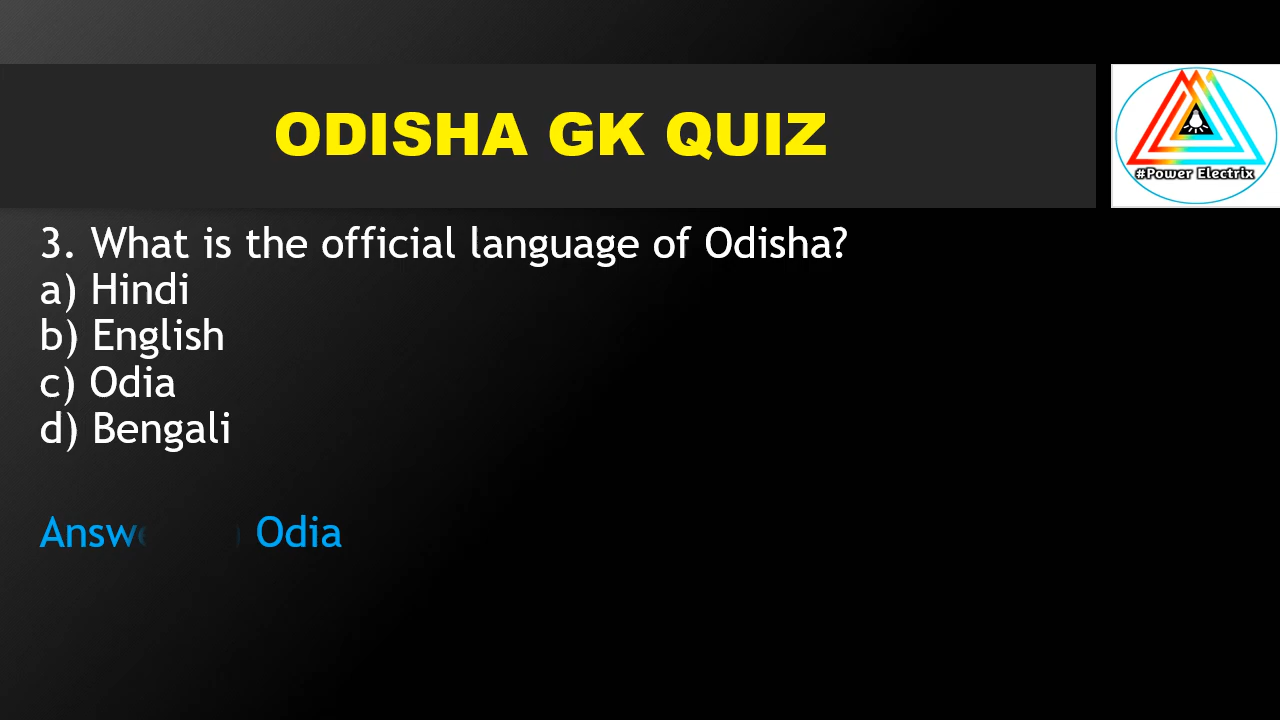 ODISHA GK QUIZ
#Power Electrix
3. What is the official language of Odisha?
a) Hindi
b) English
c) Odia
d) Bengali
Odia